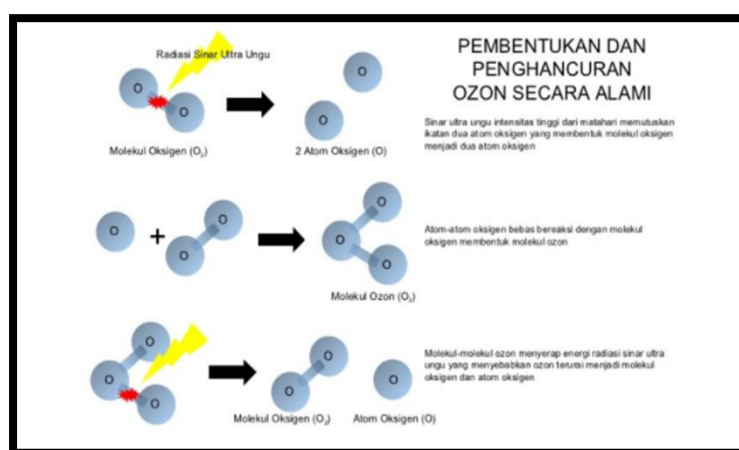 Radiasi Sinar Ultra Ungu
O
O
O
O
Molekul Oksigen (O₂)
2 Atom Oksigen (O)
PEMBENTUKAN DAN
PENGHANCURAN
OZON SECARA ALAMI
Sinar ultra ungu intensitas tinggi dari matahari memutuskan
ikatan dua atom oksigen yang membentuk molekul oksigen
menjadi dua atom oksigen
O
+
O
O
O
O
O
Molekul Ozon (O₃)
Atom-atom oksigen bebas bereaksi dengan molekul
oksigen membentuk molekul ozon
O
O
O
O
O
O
Molekul Oksigen (O₂)
Atom Oksigen (O)
Molekul-molekul ozon menyerap energi radiasi sinar ultra
ungu yang menyebabkan ozon terurai menjadi molekul
oksigen dan atom oksigen